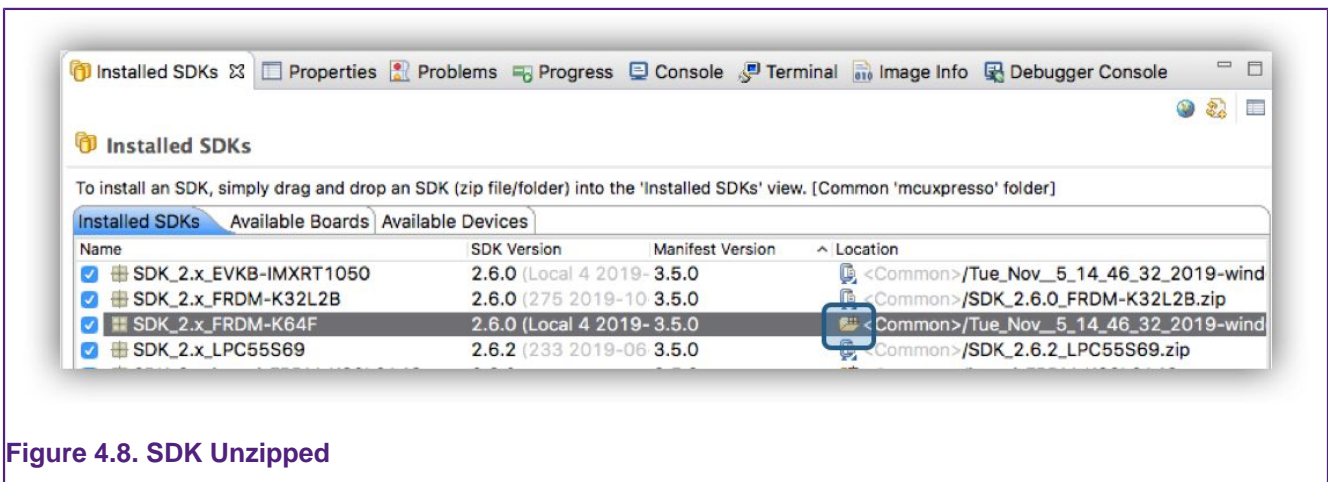 Installed SDKs Properties Problems Progress Console Terminal Image Info Debugger Console
Installed SDKs
To install an SDK, simply drag and drop an SDK (zip file/folder) into the 'Installed SDKs' view. [Common 'mcuxpresso' folder]
Installed SDKs Available Boards Available Devices
Name SDK Version Manifest Version Location
SDK_2.x_EVKB-IMXRT1050 2.6.0 (Local 4 2019- 3.5.0 <Common>/Tue_Nov__5_14_46_32_2019-wind
SDK_2.x_FRDM-K32L2B 2.6.0 (275 2019-10 3.5.0 <Common>/SDK_2.6.0_FRDM-K32L2B.zip
SDK_2.x_FRDM-K64F 2.6.0 (Local 4 2019- 3.5.0 <Common>/Tue_Nov__5_14_46_32_2019-wind
SDK_2.x_LPC55S69 2.6.2 (233 2019-06 3.5.0 <Common>/SDK_2.6.2_LPC55S69.zip
Figure 4.8. SDK Unzipped